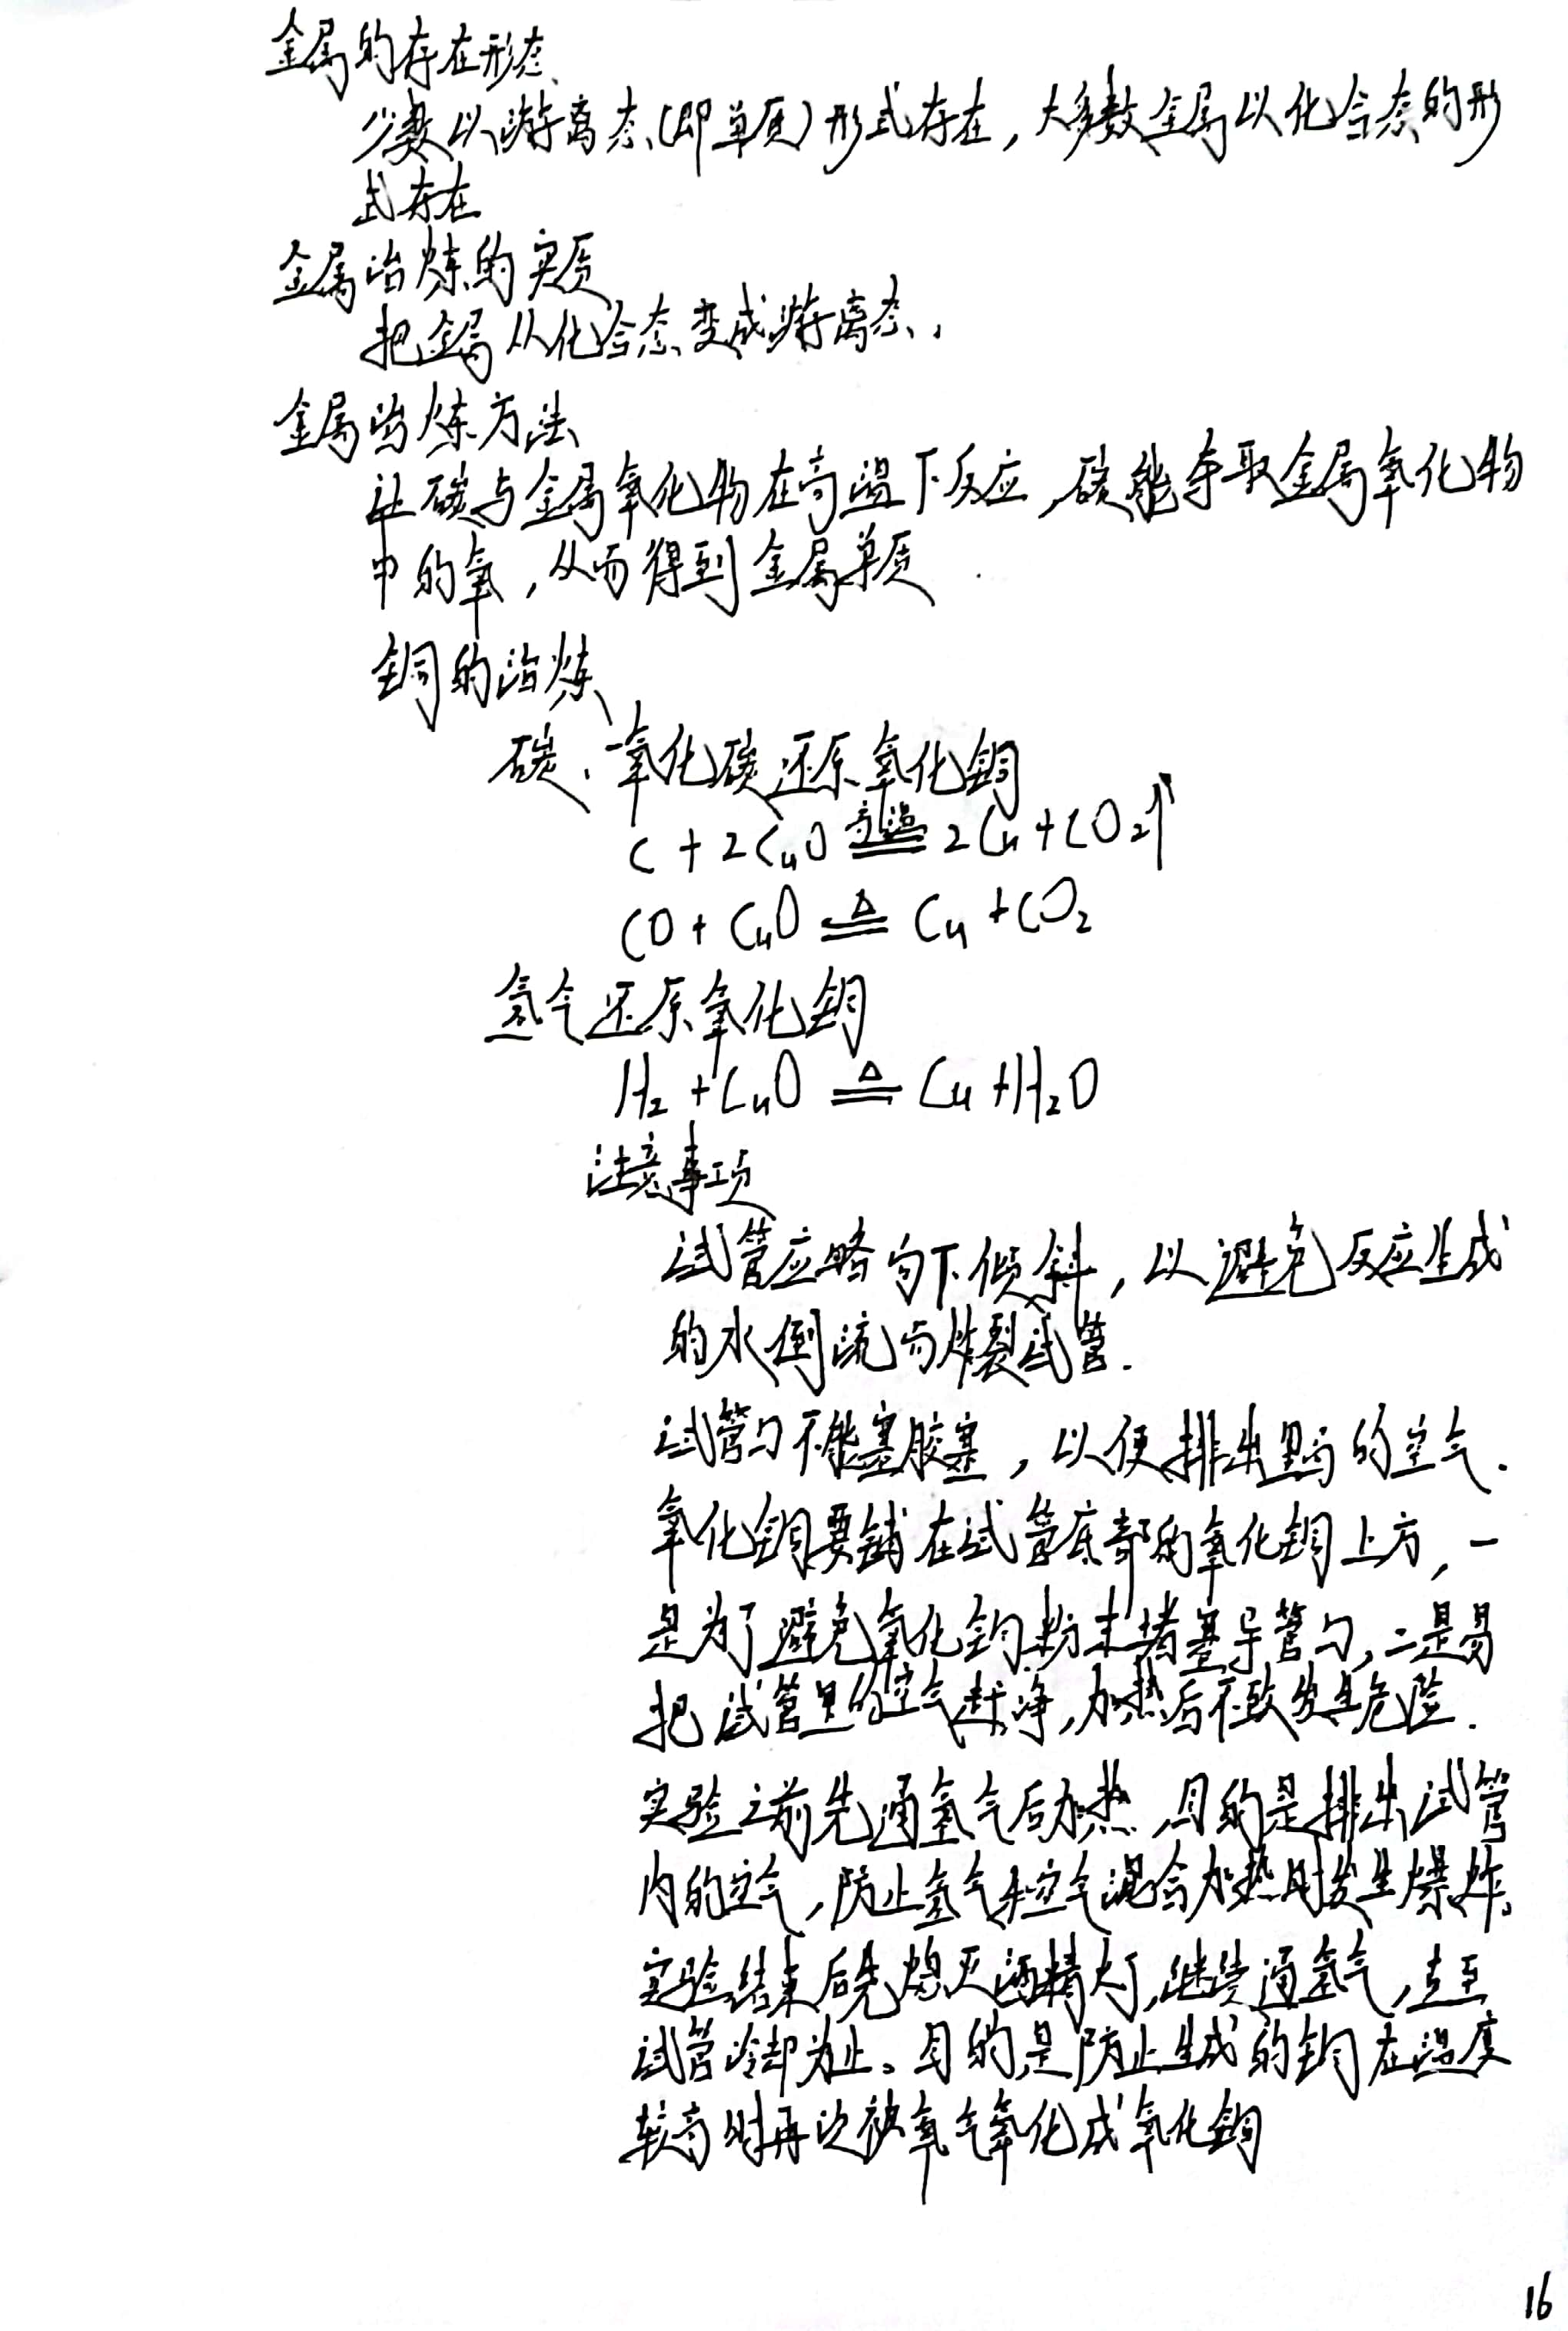 金属的存在形态
少数以游离态(即单质)形式存在，大多数金属以化合态的形
式存在
金属冶炼的实质
把金属从化合态变成游离态，
金属冶炼方法
让碳与金属氧化物在高温下反应，碳能夺取金属氧化物
中的氧，从而得到金属单质
铜的冶炼
碳、一氧化碳还原氧化铜
C + 2CuO 高温 2Cu + CO₂↑
CO + CuO △ Cu + CO₂
氢气还原氧化铜
H₂ + CuO △ Cu + H₂O
注意事项
试管应略向下倾斜，以避免反应生成
的水倒流而炸裂试管.
试管口不能塞胶塞，以便排出里面的空气.
氧化铜要铺在试管底部的氧化铜上方，一
是为了避免氧化铜粉末堵塞导管口，二是易
把试管里的空气赶净，加热后不致发生危险.
实验之前先通氢气后加热，目的是排出试管
内的空气，防止氢气和空气混合加热时发生爆炸.
实验结束后先熄灭酒精灯，继续通氢气，直至
试管冷却为止。目的是防止生成的铜在温度
较高时再次被氧气氧化成氧化铜
16